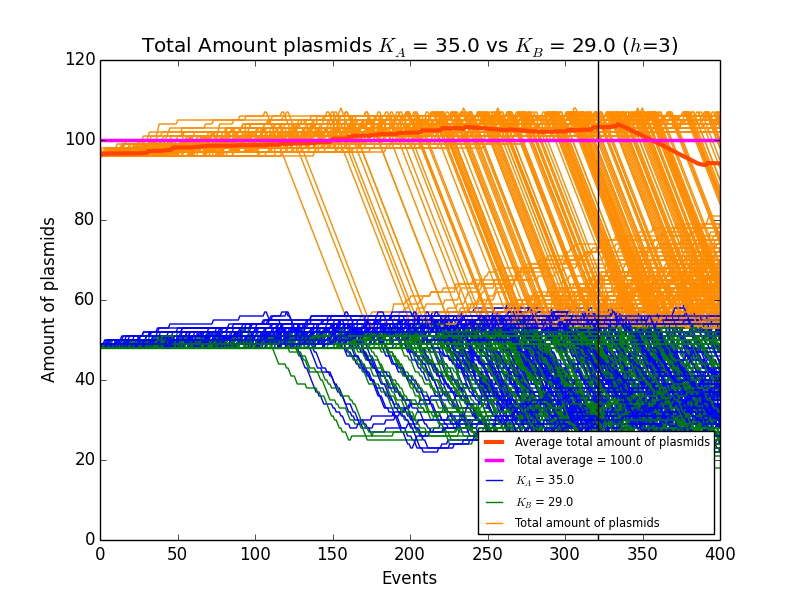 Total Amount plasmids K_A = 35.0 vs K_B = 29.0 (h=3)
120
100
80
60
40
20
0
Amount of plasmids
Average total amount of plasmids
Total average = 100.0
K_A = 35.0
K_B = 29.0
Total amount of plasmids
0 50 100 150 200 250 300 350 400
Events